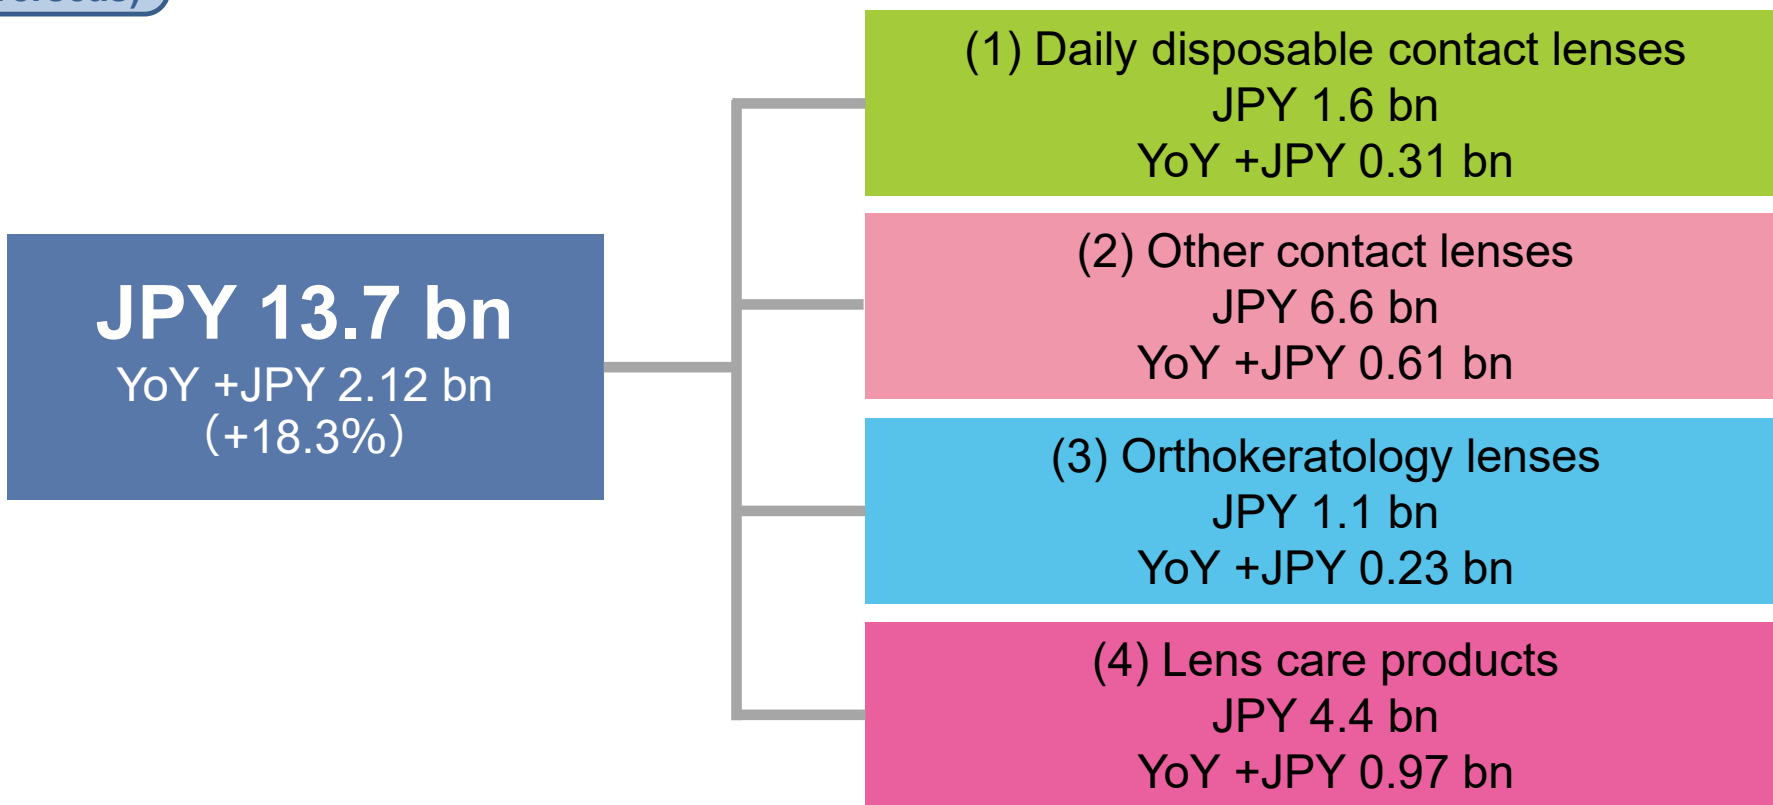 JPY 13.7 bn
YoY +JPY 2.12 bn
(+18.3%)
(1) Daily disposable contact lenses
JPY 1.6 bn
YoY +JPY 0.31 bn
(2) Other contact lenses
JPY 6.6 bn
YoY +JPY 0.61 bn
(3) Orthokeratology lenses
JPY 1.1 bn
YoY +JPY 0.23 bn
(4) Lens care products
JPY 4.4 bn
YoY +JPY 0.97 bn